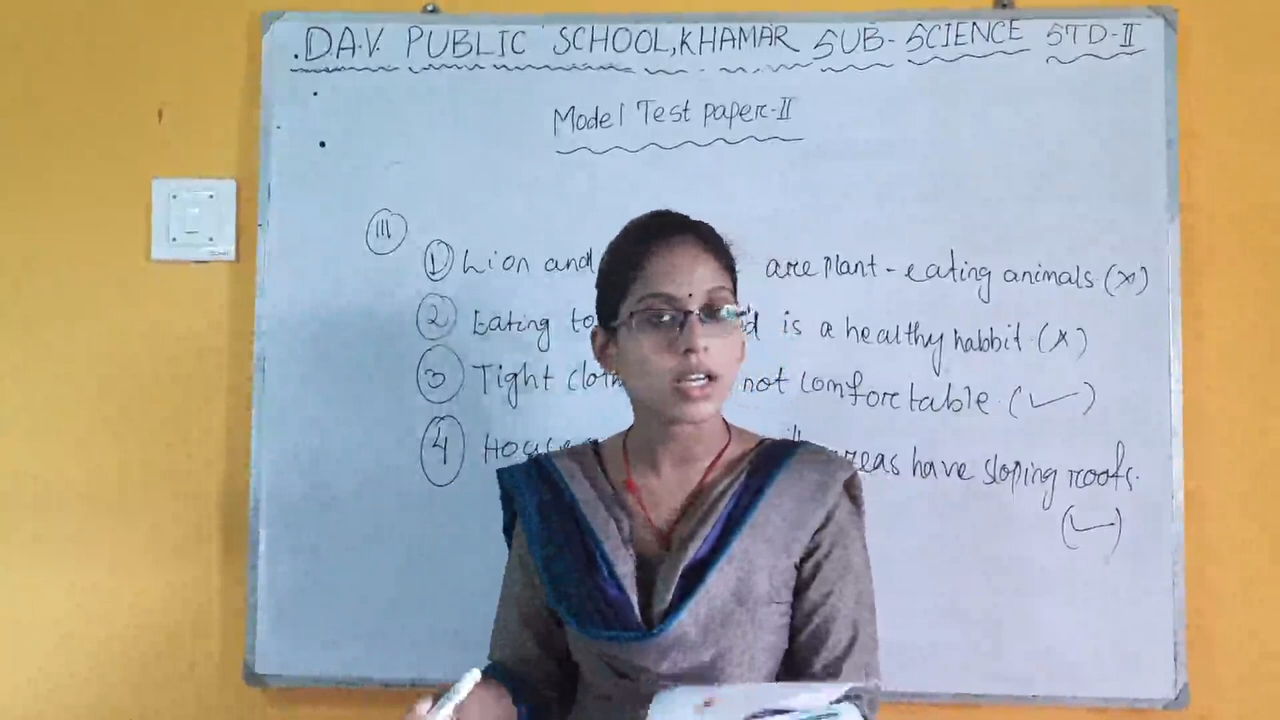 D.A.V. PUBLIC SCHOOL, KHAMAR SUB- SCIENCE STD-II
Model Test paper-II
III
1 Lion and are plant-eating animals (x)
2 Eating is a healthy habbit (x)
3 Tight not comfortable (✓)
4 have sloping roofs.
(✓)